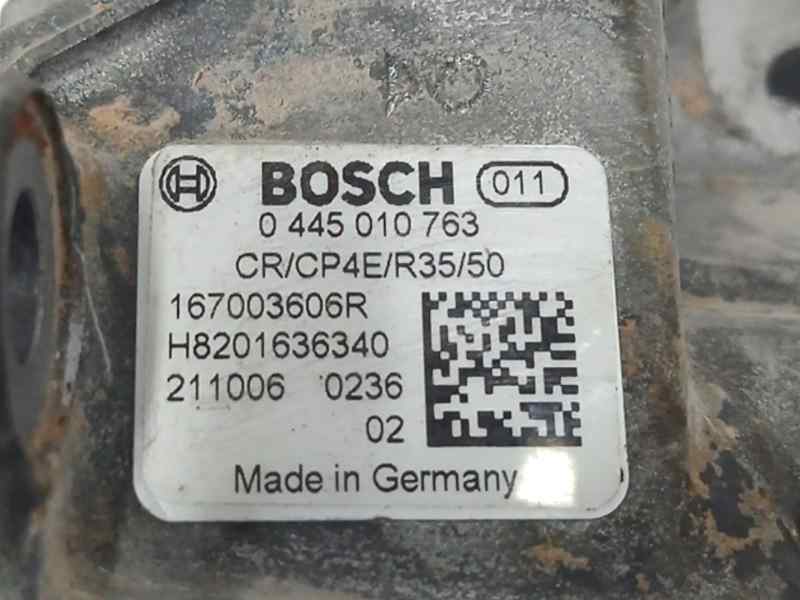 BOSCH 011
0 445 010 763
CR/CP4E/R35/50
167003606R
H8201636340
211006 0236
02
Made in Germany